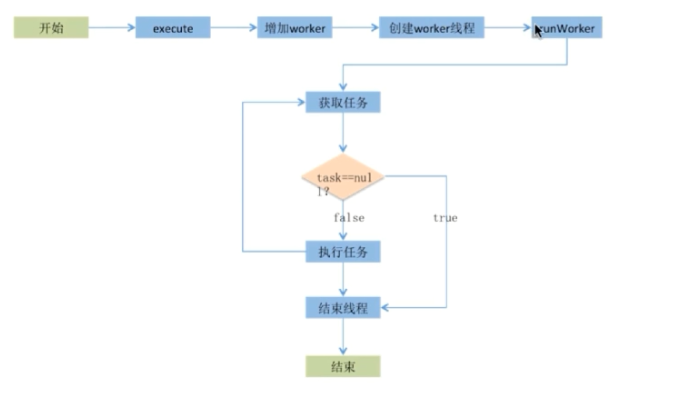 开始
execute
增加worker
创建worker线程
runWorker
获取任务
task==nul
l?
false
true
执行任务
结束线程
结束